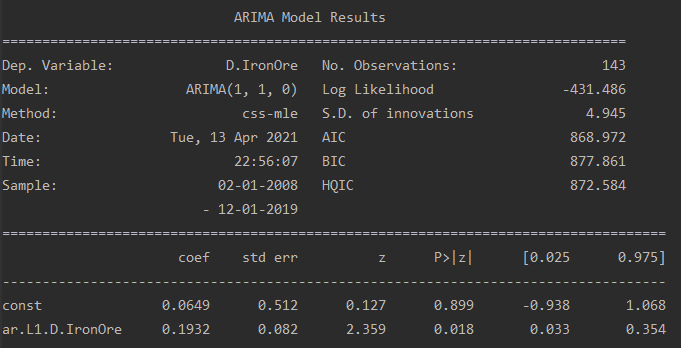 ARIMA Model Results
==============================================================================
Dep. Variable: D.IronOre No. Observations: 143
Model: ARIMA(1, 1, 0) Log Likelihood -431.486
Method: css-mle S.D. of innovations 4.945
Date: Tue, 13 Apr 2021 AIC 868.972
Time: 22:56:07 BIC 877.861
Sample: 02-01-2008 HQIC 872.584
- 12-01-2019
===================================================================================
coef std err z P>|z| [0.025 0.975]
-----------------------------------------------------------------------------------
const 0.0649 0.512 0.127 0.899 -0.938 1.068
ar.L1.D.IronOre 0.1932 0.082 2.359 0.018 0.033 0.354